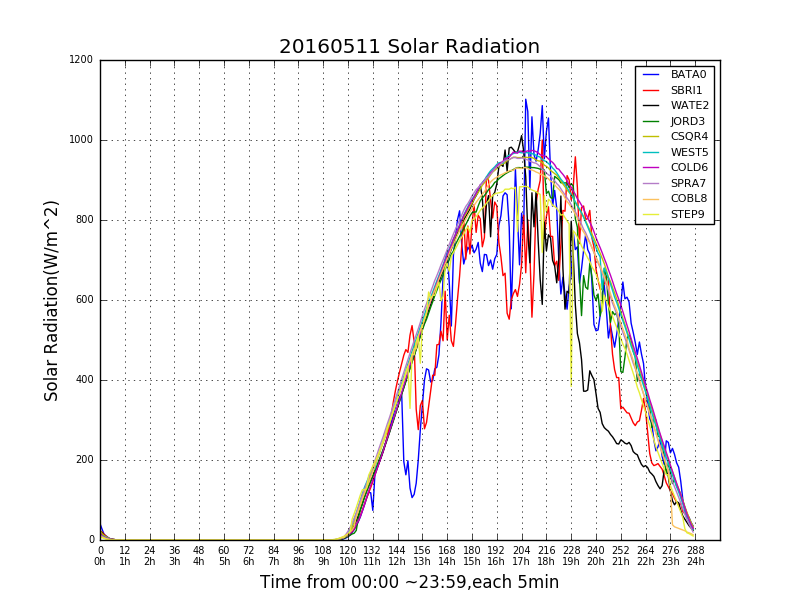 20160511 Solar Radiation
1200
1000
800
600
400
200
0
Solar Radiation(W/m^2)
BATA0
SBRI1
WATE2
JORD3
CSQR4
WEST5
COLD6
SPRA7
COBL8
STEP9
0 12 24 36 48 60 72 84 96 108 120 132 144 156 168 180 192 204 216 228 240 252 264 276 288
0h 1h 2h 3h 4h 5h 6h 7h 8h 9h 10h 11h 12h 13h 14h 15h 16h 17h 18h 19h 20h 21h 22h 23h 24h
Time from 00:00 ~23:59,each 5min